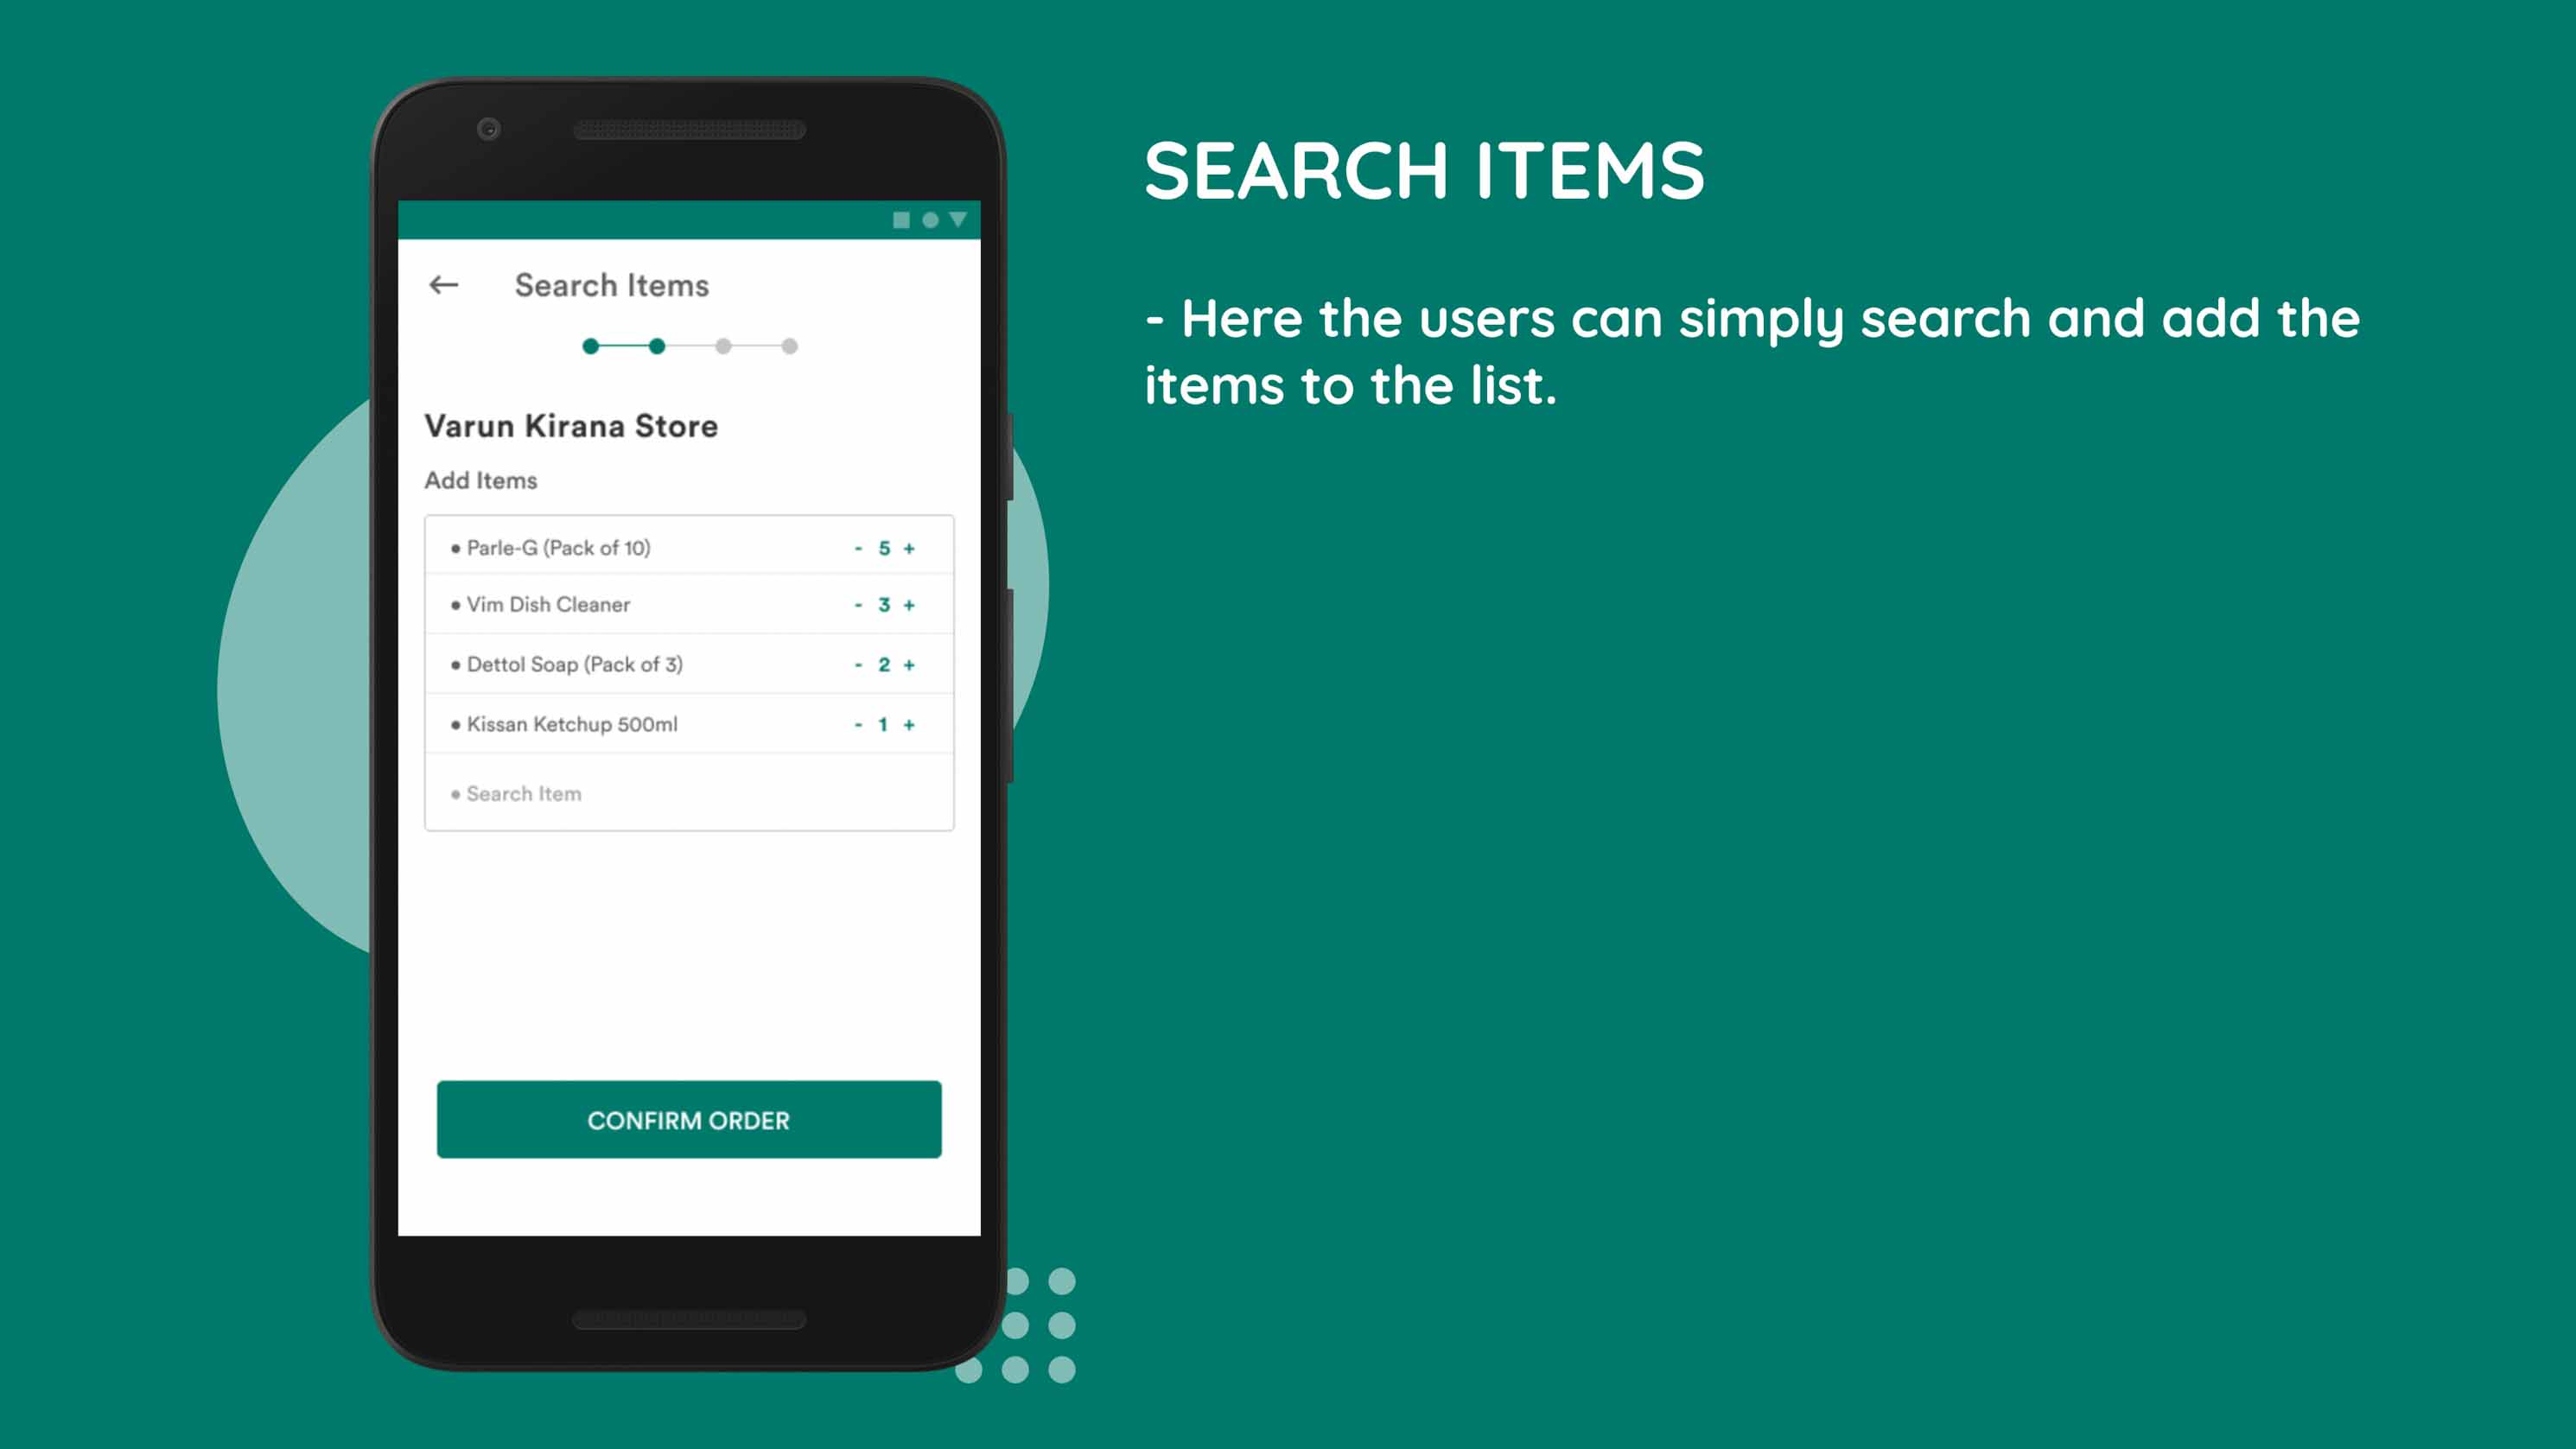 Search Items
Varun Kirana Store
Add Items
• Parle-G (Pack of 10) - 5 +
• Vim Dish Cleaner - 3 +
• Dettol Soap (Pack of 3) - 2 +
• Kissan Ketchup 500ml - 1 +
• Search Item
CONFIRM ORDER
SEARCH ITEMS
- Here the users can simply search and add the
items to the list.